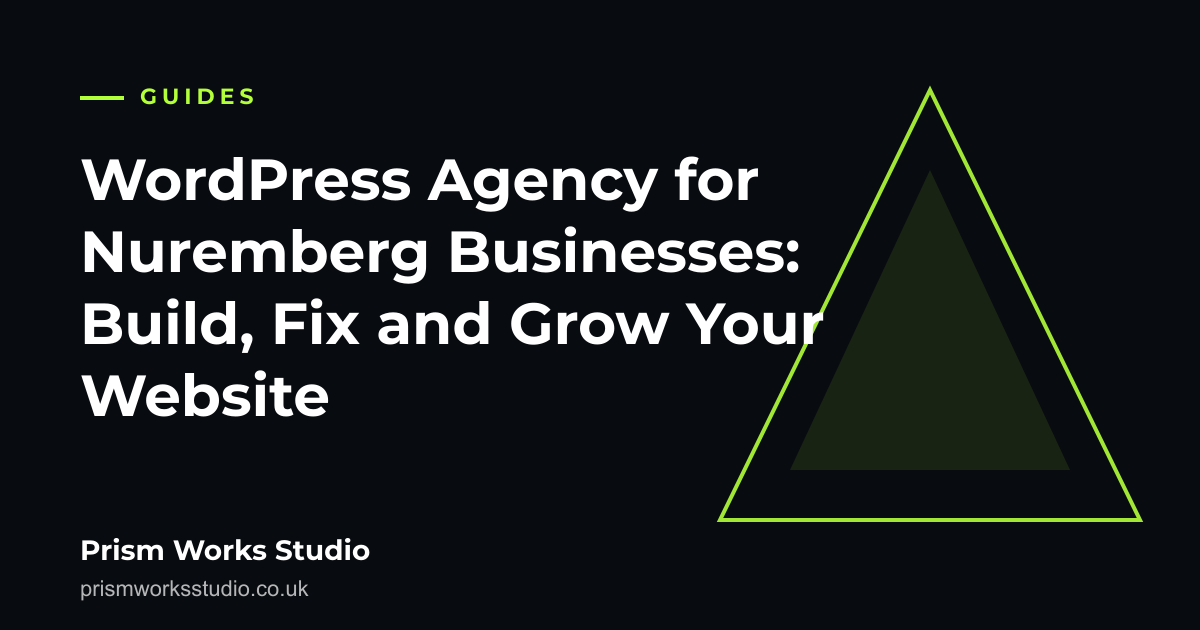 GUIDES
WordPress Agency for
Nuremberg Businesses:
Build, Fix and Grow Your
Website
Prism Works Studio
prismworksstudio.co.uk